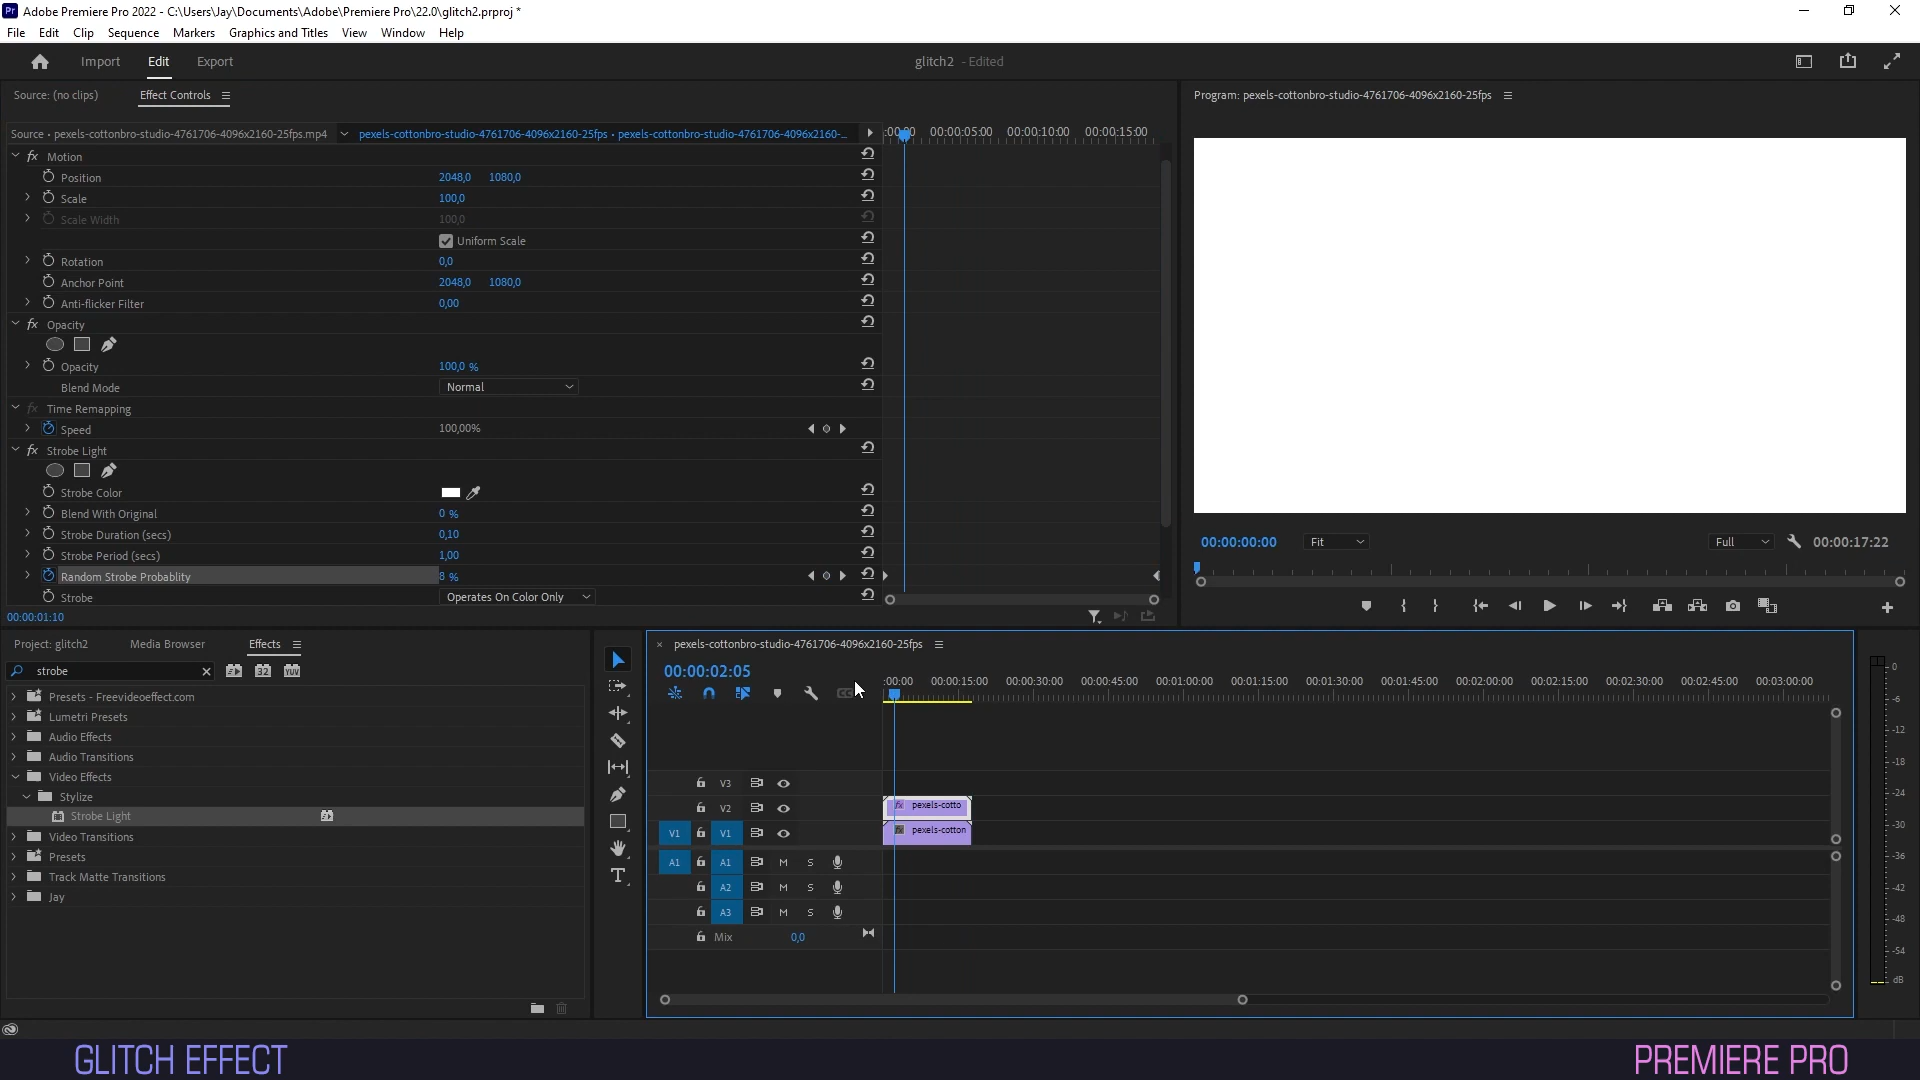 Adobe Premiere Pro 2022 - C:\Users\Jay\Documents\Adobe\Premiere Pro\22.0\glitch2.prproj *
File Edit Clip Sequence Markers Graphics and Titles View Window Help
Import Edit Export
glitch2 - Edited
Source: (no clips)
Effect Controls
Program: pexels-cottonbro-studio-4761706-4096x2160-25fps
Source • pexels-cottonbro-studio-4761706-4096x2160-25fps.mp4
pexels-cottonbro-studio-4761706-4096x2160-25fps • pexels-cottonbro-studio-4761706-4096x2160-...
:00:00 00:00:05:00 00:00:10:00 00:00:15:00
fx Motion
Position 2048,0 1080,0
Scale 100,0
Scale Width 100,0
Uniform Scale
Rotation 0,0
Anchor Point 2048,0 1080,0
Anti-flicker Filter 0,00
fx Opacity
Opacity 100,0 %
Blend Mode Normal
fx Time Remapping
Speed 100,00%
fx Strobe Light
Strobe Color
Blend With Original 0 %
Strobe Duration (secs) 0,10
Strobe Period (secs) 1,00
Random Strobe Probablity 8 %
Strobe Operates On Color Only
00:00:01:10
00:00:00:00 Fit Full 00:00:17:22
Project: glitch2 Media Browser Effects
strobe
32 YUV
Presets - Freevideoeffect.com
Lumetri Presets
Audio Effects
Audio Transitions
Video Effects
Stylize
Strobe Light
Video Transitions
Presets
Track Matte Transitions
Jay
pexels-cottonbro-studio-4761706-4096x2160-25fps
00:00:02:05
:00:00 00:00:15:00 00:00:30:00 00:00:45:00 00:01:00:00 00:01:15:00 00:01:30:00 00:01:45:00 00:02:00:00 00:02:15:00 00:02:30:00 00:02:45:00 00:03:00:00
V3
V2 fx pexels-cotto
V1 V1 fx pexels-cotton
A1 A1 M S
A2 M S
A3 M S
Mix 0,0
0
-6
-12
-18
-24
-30
-36
-42
-48
-54
dB
GLITCH EFFECT
PREMIERE PRO